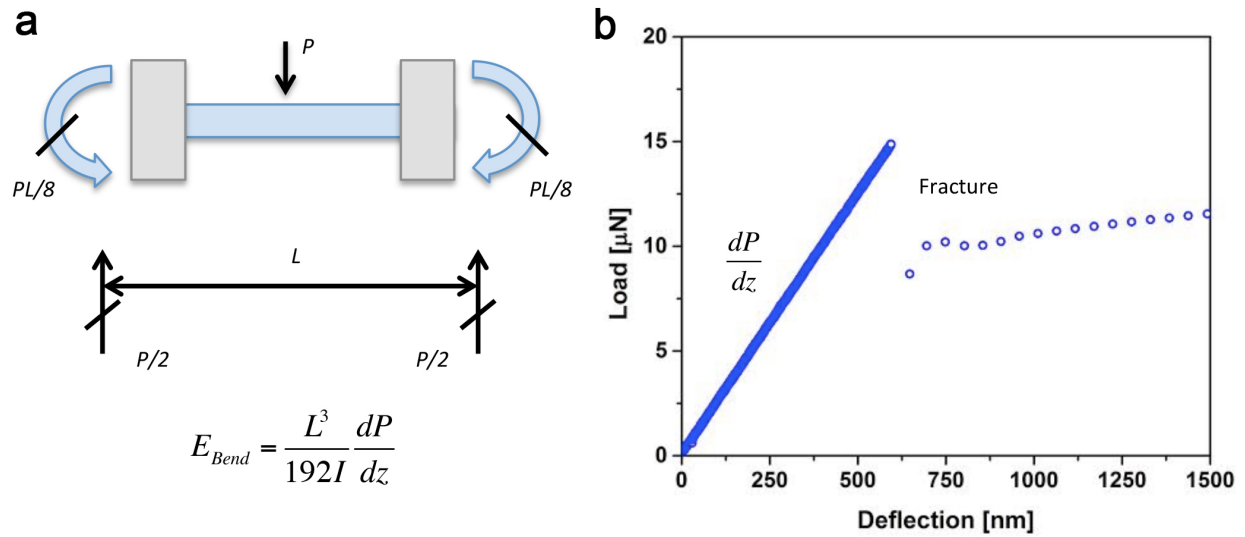 a
P
PL/8
PL/8
L
P/2
P/2
E_Bend = L³/192I dP/dz
b
20
15
10
5
0
Load [µN]
dP/dz
Fracture
0 250 500 750 1000 1250 1500
Deflection [nm]